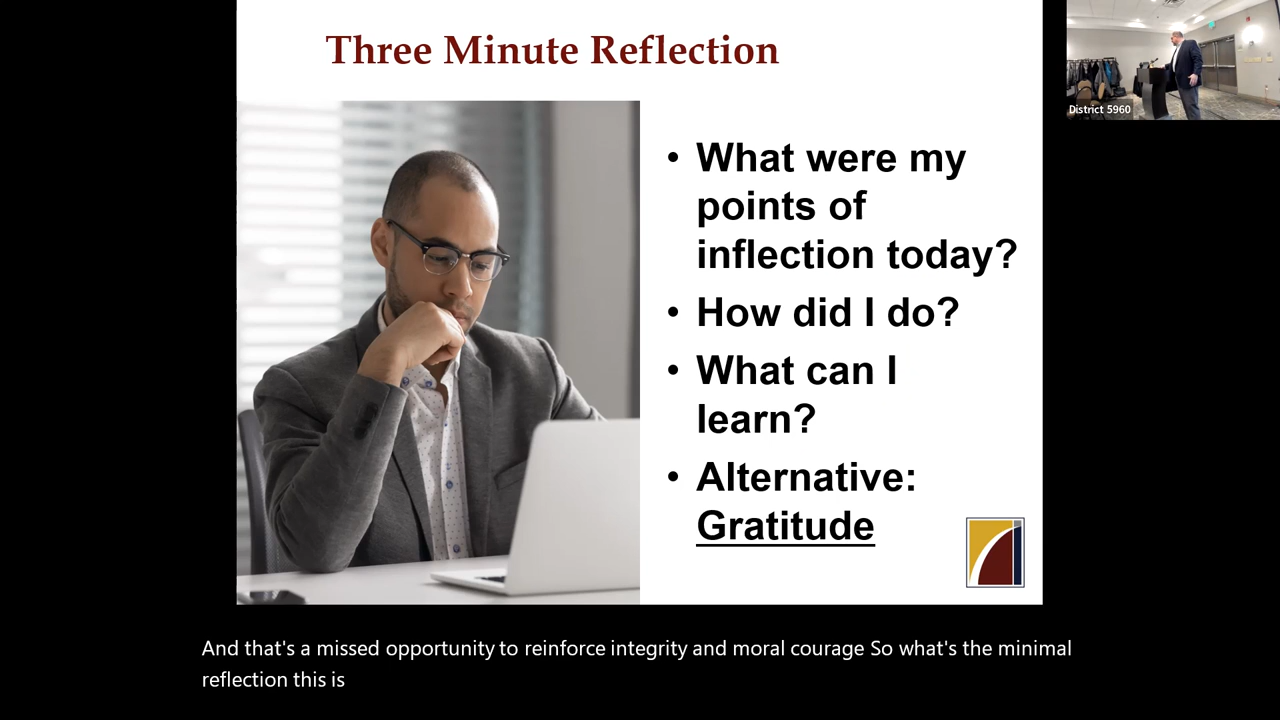 Three Minute Reflection
District 5960
• What were my
points of
inflection today?
• How did I do?
• What can I
learn?
• Alternative:
Gratitude
And that's a missed opportunity to reinforce integrity and moral courage So what's the minimal
reflection this is